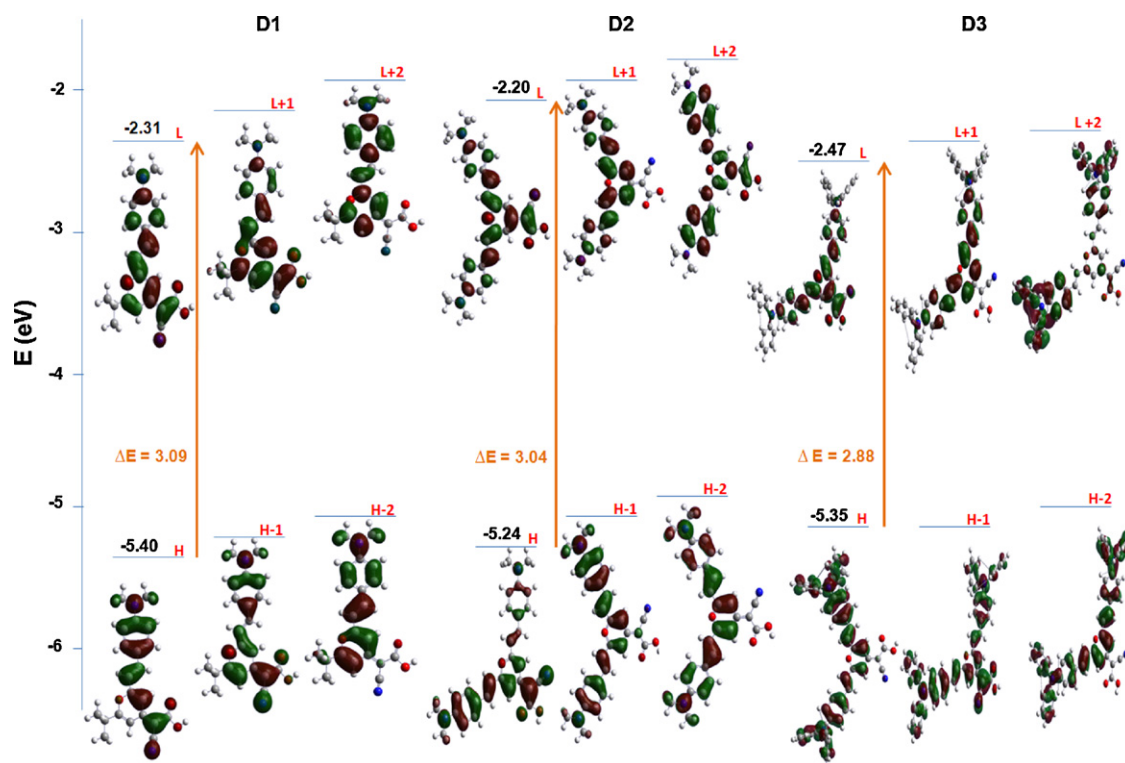 D1 D2 D3
E (eV)
-2
-3
-4
-5
-6
-2.31 L
L+1
L+2
-2.20 L
L+1
L+2
-2.47 L
L+1
L +2
ΔE = 3.09
ΔE = 3.04
Δ E = 2.88
-5.40 H
H-1
H-2
-5.24 H
H-1
H-2
-5.35 H
H-1
H-2